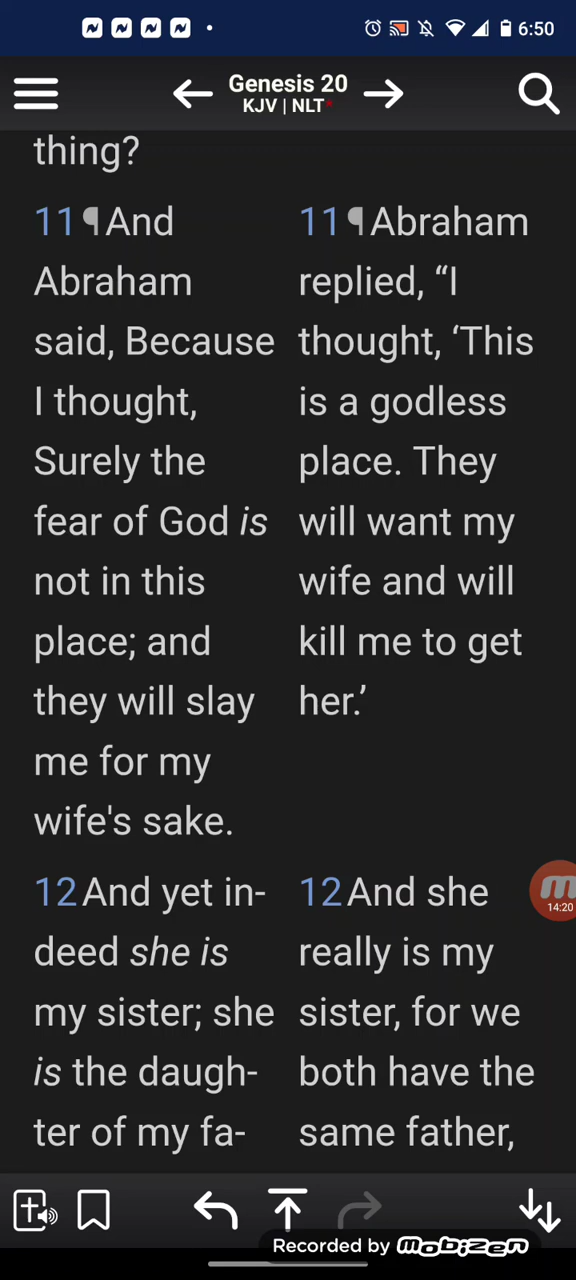 6:50
Genesis 20
KJV | NLT*
thing?
11 ¶ And
Abraham
said, Because
I thought,
Surely the
fear of God is
not in this
place; and
they will slay
me for my
wife's sake.
12 And yet in-
deed she is
my sister; she
is the daugh-
ter of my fa-
11 ¶ Abraham
replied, “I
thought, ‘This
is a godless
place. They
will want my
wife and will
kill me to get
her.’
12 And she
really is my
sister, for we
both have the
same father,
14:20
Recorded by mobizen